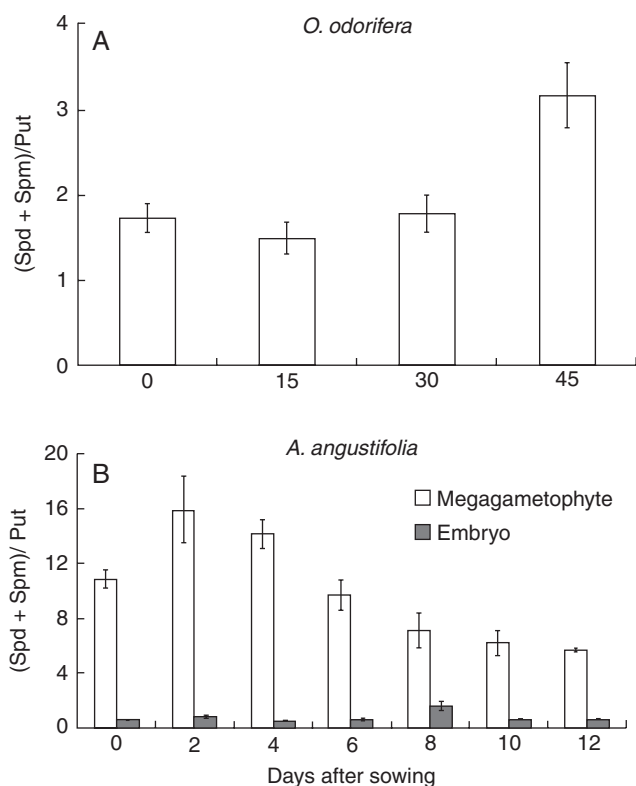 O. odorifera
A
4
3
2
1
0
(Spd + Spm)/Put
0 15 30 45
A. angustifolia
B
20
16
12
8
4
0
(Spd + Spm)/ Put
Megagametophyte
Embryo
0 2 4 6 8 10 12
Days after sowing